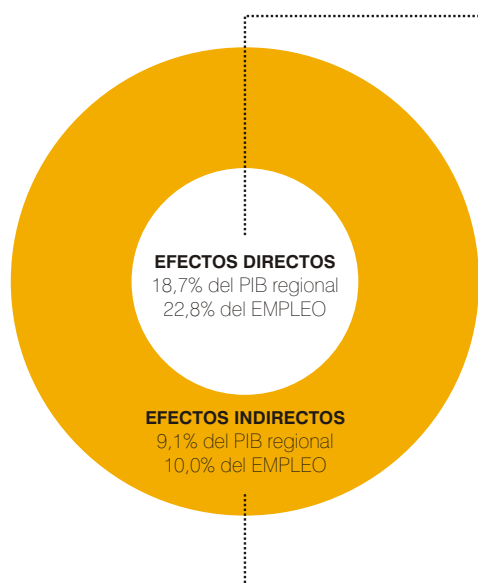 EFECTOS DIRECTOS
18,7% del PIB regional
22,8% del EMPLEO
EFECTOS INDIRECTOS
9,1% del PIB regional
10,0% del EMPLEO